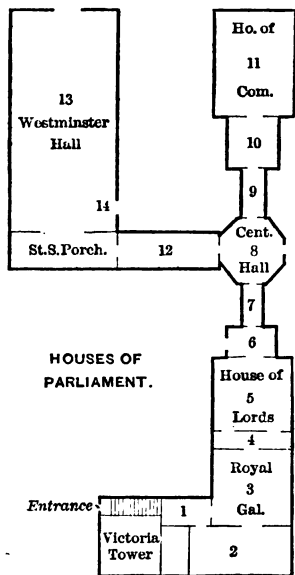 Ho. of
11
Com.
13
Westminster
Hall
10
9
14
Cent.
8
Hall
St.S.Porch.
12
7
6
HOUSES OF
PARLIAMENT.
House of
5
Lords
4
Royal
3
Gal.
Entrance
1
Victoria
Tower
2